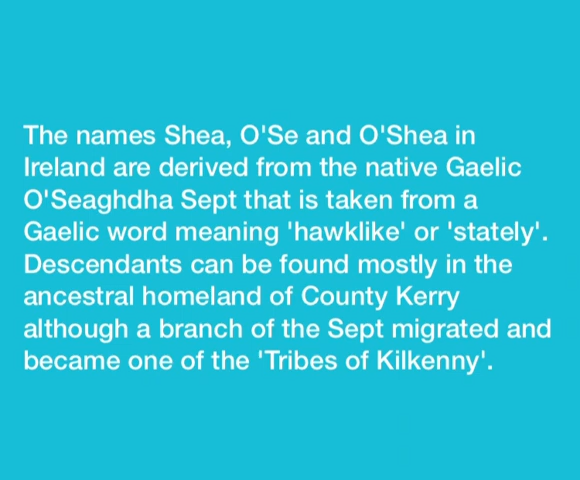 The names Shea, O'Se and O'Shea in
Ireland are derived from the native Gaelic
O'Seaghdha Sept that is taken from a
Gaelic word meaning 'hawklike' or 'stately'.
Descendants can be found mostly in the
ancestral homeland of County Kerry
although a branch of the Sept migrated and
became one of the 'Tribes of Kilkenny'.